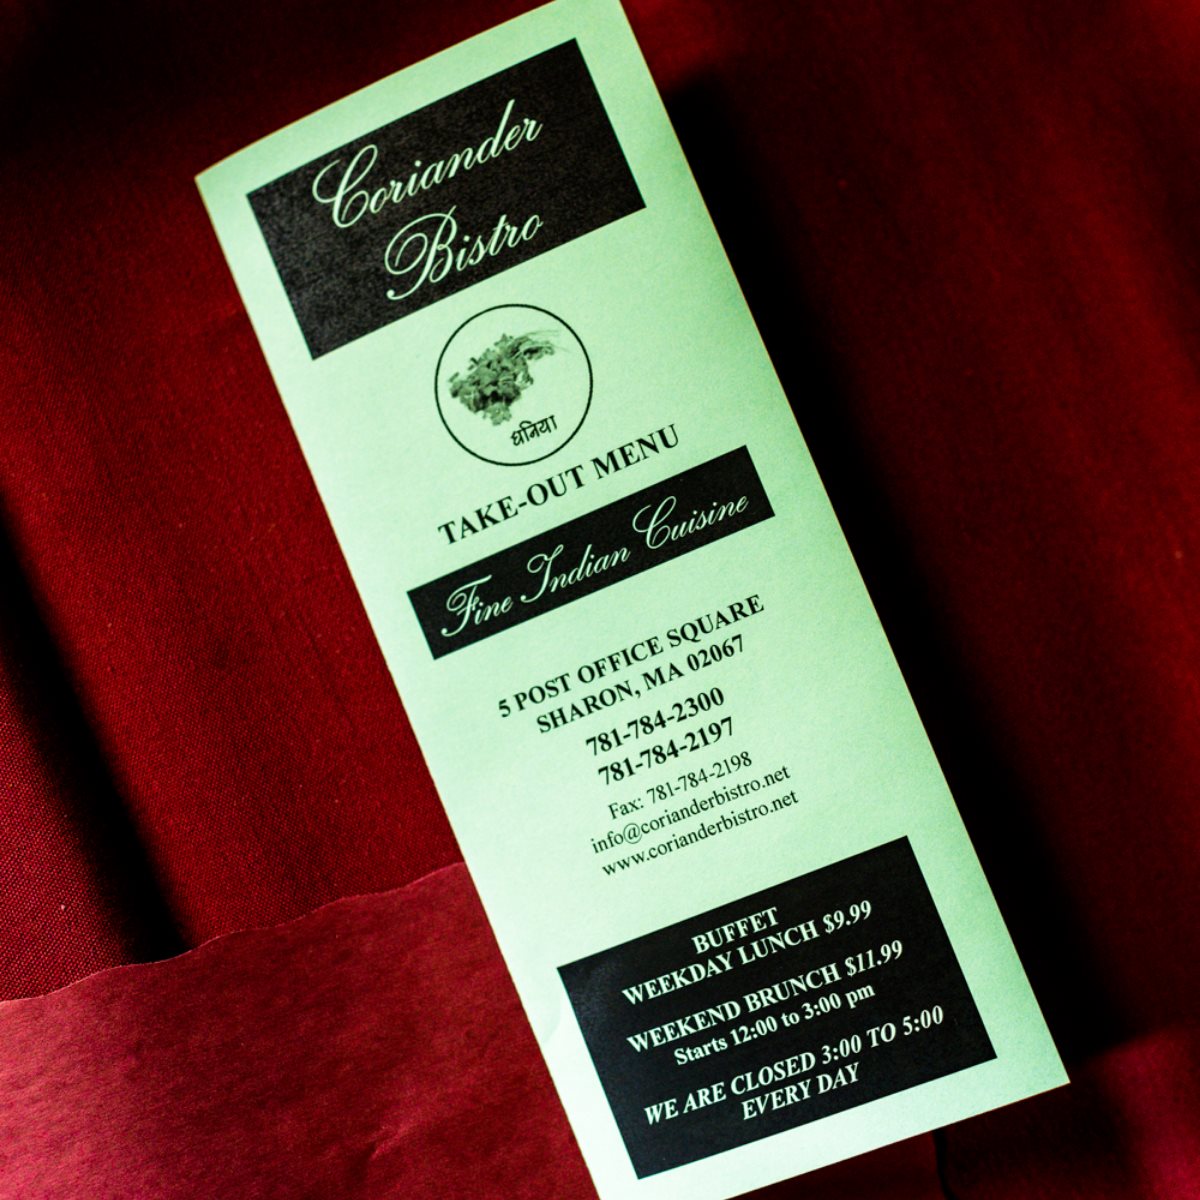 Coriander
Bistro
धनिया
TAKE-OUT MENU
Fine Indian Cuisine
5 POST OFFICE SQUARE
SHARON, MA 02067
781-784-2300
781-784-2197
Fax: 781-784-2198
info@corianderbistro.net
www.corianderbistro.net
BUFFET
WEEKDAY LUNCH $9.99
WEEKEND BRUNCH $11.99
Starts 12:00 to 3:00 pm
WE ARE CLOSED 3:00 TO 5:00
EVERY DAY